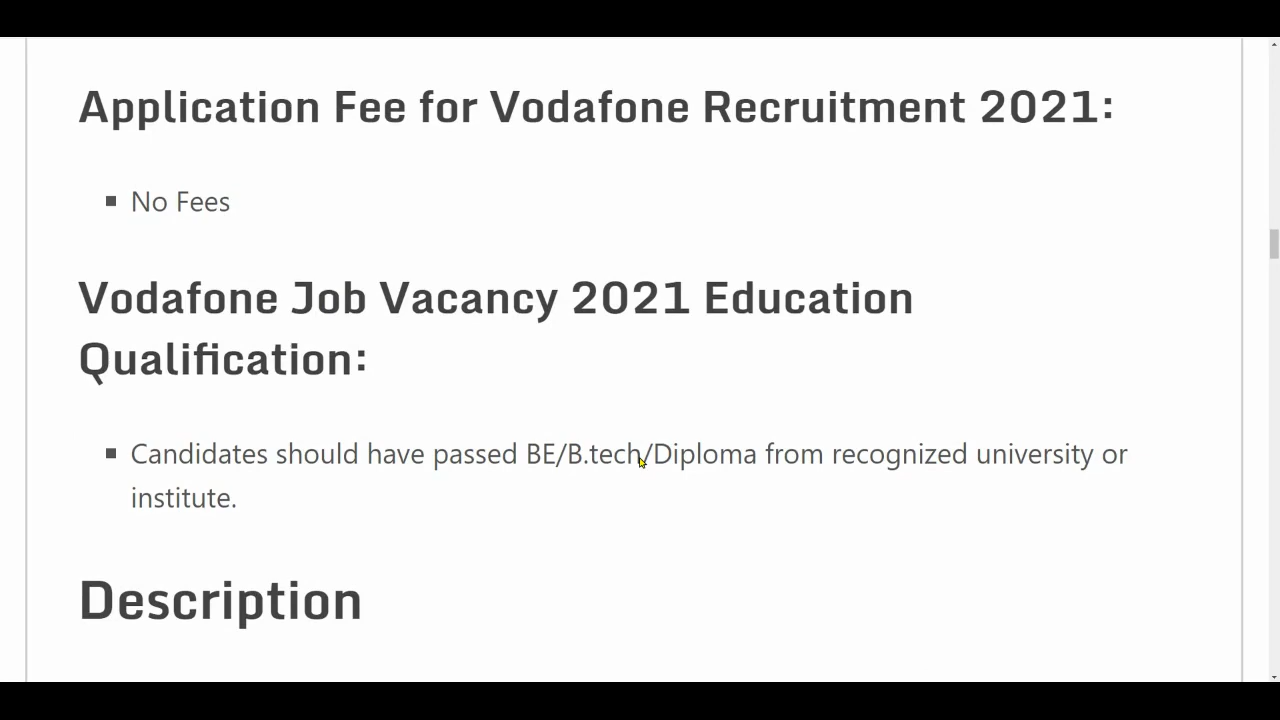 Application Fee for Vodafone Recruitment 2021:
No Fees
Vodafone Job Vacancy 2021 Education
Qualification:
Candidates should have passed BE/B.tech/Diploma from recognized university or
institute.
Description